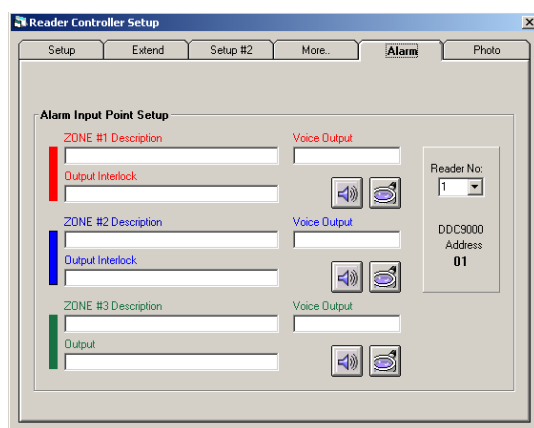 Reader Controller Setup
Setup Extend Setup #2 More.. Alarm Photo
Alarm Input Point Setup
ZONE #1 Description Voice Output
Output Interlock
Reader No:
1
ZONE #2 Description Voice Output
DDC9000
Address
01
Output Interlock
ZONE #3 Description Voice Output
Output